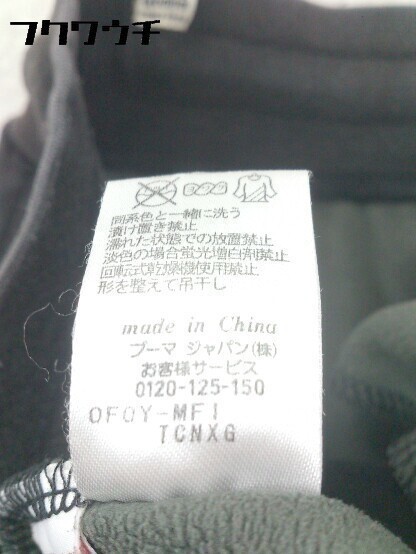 フクワウチ
同系色と一緒に洗う
漬け置き禁止
濡れた状態での放置禁止
淡色の場合蛍光増白剤禁止
回転式乾燥機使用禁止
形を整えて吊干し
made in China
プーマ ジャパン(株)
お客様サービス
0120-125-150
OFOY-MFI
TCNXG